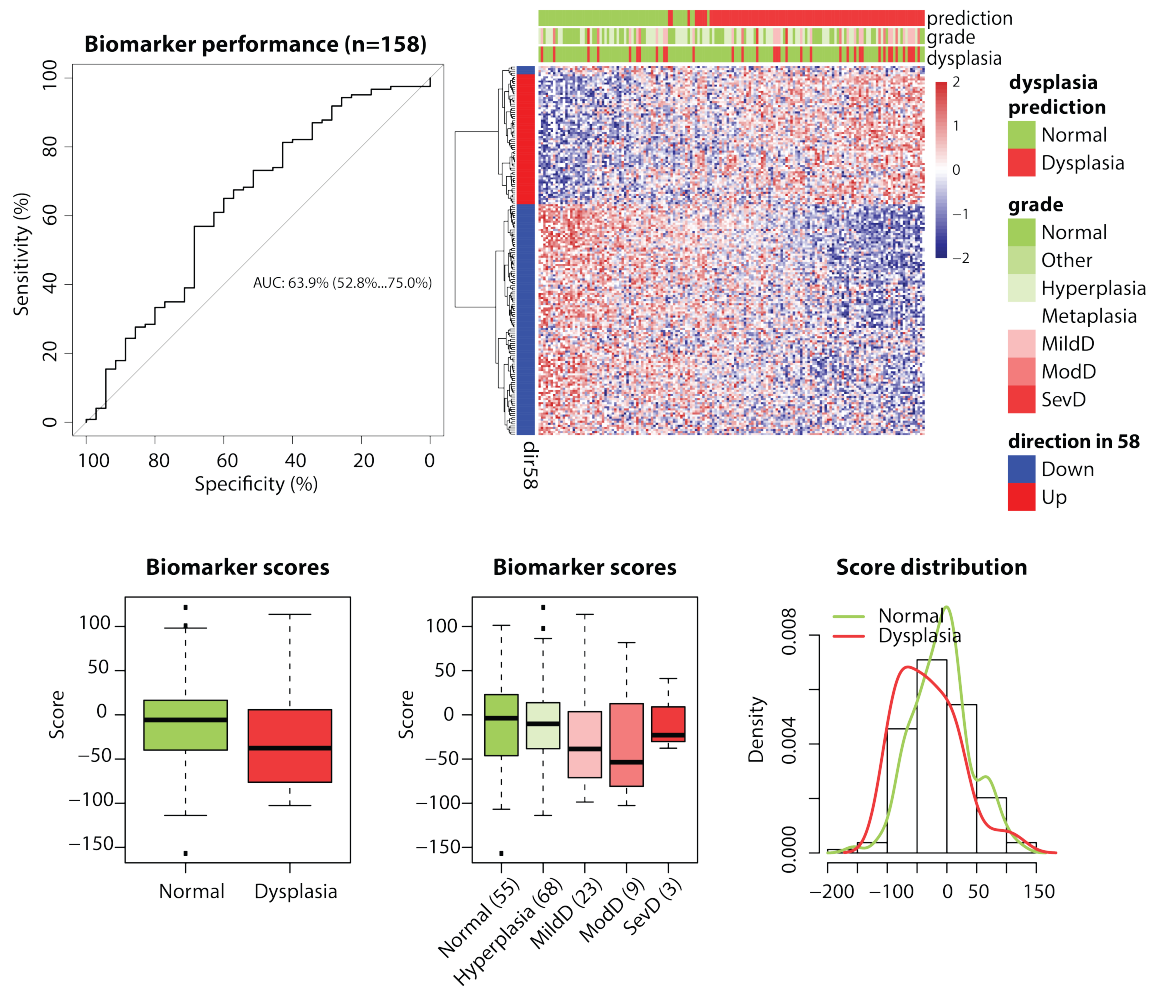 Biomarker performance (n=158)
Sensitivity (%)
100
80
60
40
20
0
AUC: 63.9% (52.8%...75.0%)
100 80 60 40 20 0
Specificity (%)
prediction
grade
dysplasia
2
1
0
−1
−2
dir58
dysplasia
prediction
Normal
Dysplasia
grade
Normal
Other
Hyperplasia
Metaplasia
MildD
ModD
SevD
direction in 58
Down
Up
Biomarker scores
Score
100
50
0
−50
−100
−150
Normal Dysplasia
Biomarker scores
Score
100
50
0
−50
−100
−150
Normal (55)
Hyperplasia (68)
MildD (23)
ModD (9)
SevD (3)
Score distribution
Normal
Dysplasia
Density
0.008
0.004
0.000
−200 −100 0 50 150